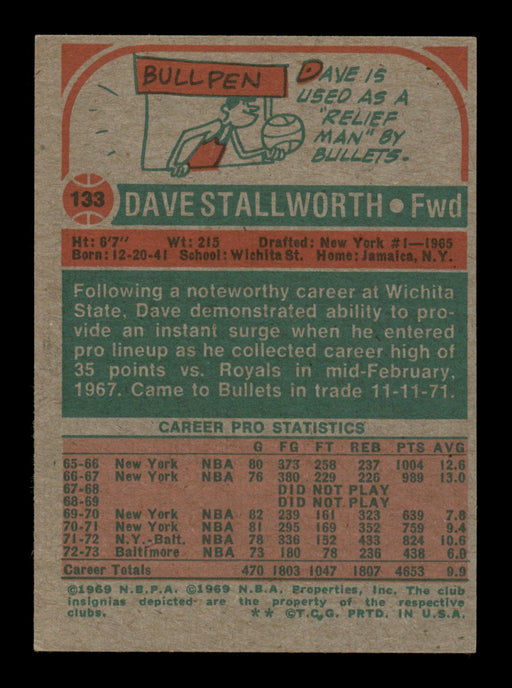 BULLPEN
DAVE IS
USED AS A
"RELIEF
MAN" BY
BULLETS.
133 DAVE STALLWORTH • Fwd
Ht: 6'7" Wt: 215 Drafted: New York #1—1965
Born: 12-20-41 School: Wichita St. Home: Jamaica, N.Y.
Following a noteworthy career at Wichita
State, Dave demonstrated ability to pro-
vide an instant surge when he entered
pro lineup as he collected career high of
35 points vs. Royals in mid-February,
1967. Came to Bullets in trade 11-11-71.
CAREER PRO STATISTICS
G FG FT REB PTS AVG
65-66 New York NBA 80 373 258 237 1004 12.6
66-67 New York NBA 76 380 229 226 989 13.0
67-68 DID NOT PLAY
68-69 DID NOT PLAY
69-70 New York NBA 82 239 161 323 639 7.8
70-71 New York NBA 81 295 169 352 759 9.4
71-72 N.Y.-Balt. NBA 78 336 152 433 824 10.6
72-73 Baltimore NBA 73 180 78 236 438 6.0
Career Totals 470 1803 1047 1807 4653 9.9
©1969 N.B.P.A. ©1969 N.B.A. Properties, Inc. The club
insignias depicted are the property of the respective
clubs. ** ©T.C.G. PRTD. IN U.S.A.